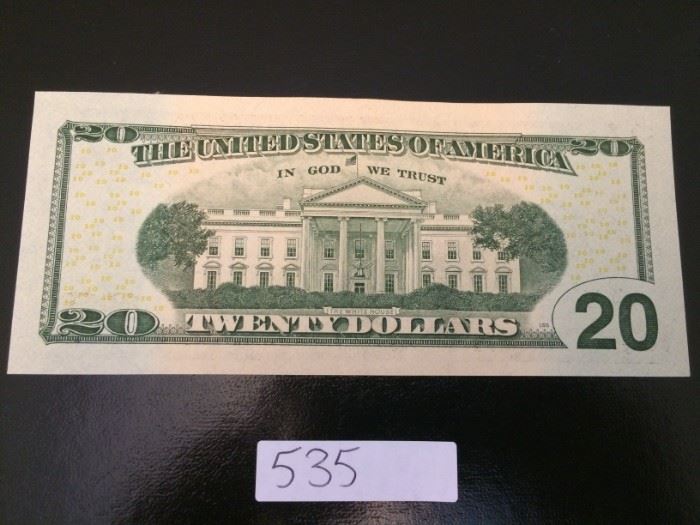 20 THE UNITED STATES OF AMERICA 20
IN GOD WE TRUST
THE WHITE HOUSE
20 TWENTY DOLLARS 20
535